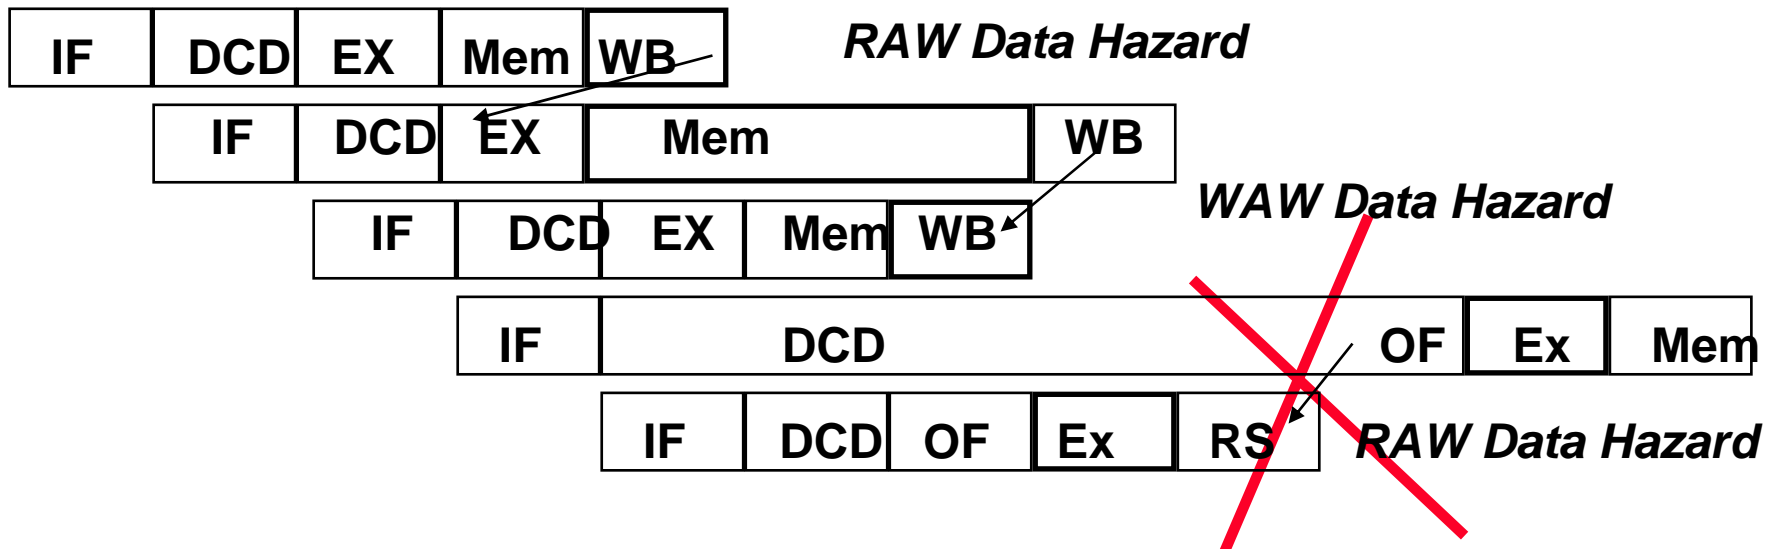 IF DCD EX Mem WB RAW Data Hazard
IF DCD EX Mem WB
WAW Data Hazard
IF DCD EX Mem WB
IF DCD OF Ex Mem
IF DCD OF Ex RS RAW Data Hazard